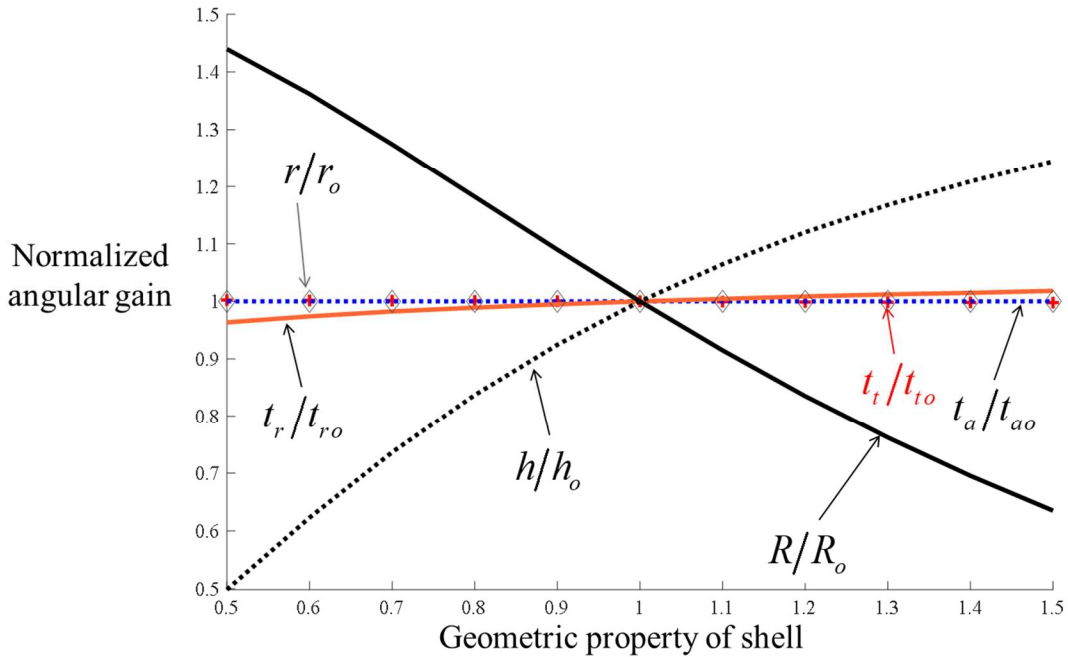 1.5
1.4
1.3
1.2
1.1
1
0.9
0.8
0.7
0.6
0.5
Normalized
angular gain
r/r_o
t_r/t_ro
h/h_o
R/R_o
t_t/t_to
t_a/t_ao
0.5 0.6 0.7 0.8 0.9 1 1.1 1.2 1.3 1.4 1.5
Geometric property of shell